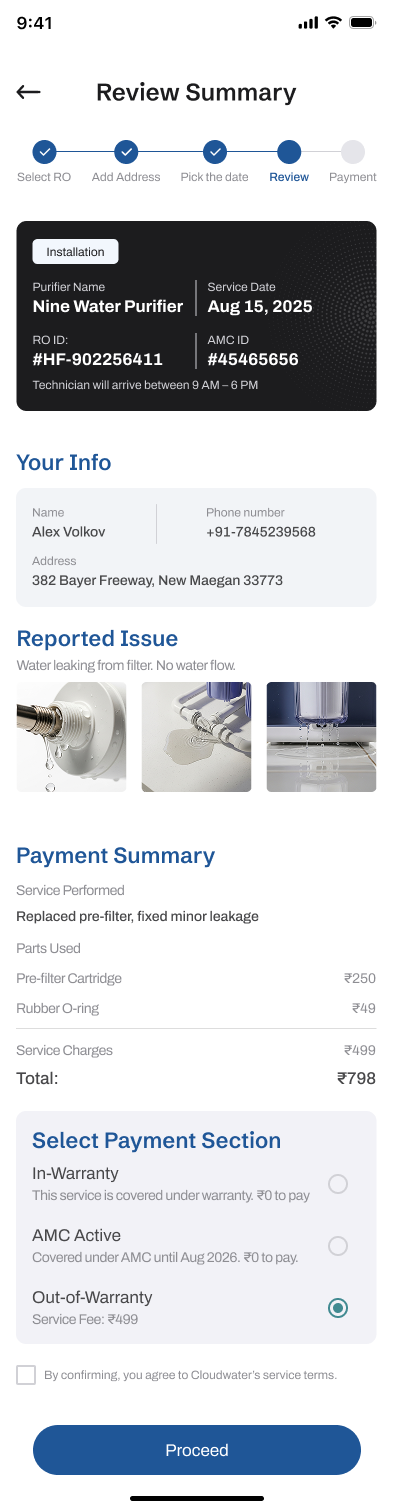 9:41
Review Summary
Select RO
Add Address
Pick the date
Review
Payment
Installation
Purifier Name
Nine Water Purifier
Service Date
Aug 15, 2025
RO ID:
#HF-902256411
AMC ID
#45465656
Technician will arrive between 9 AM – 6 PM
Your Info
Name
Alex Volkov
Phone number
+91-7845239568
Address
382 Bayer Freeway, New Maegan 33773
Reported Issue
Water leaking from filter. No water flow.
Payment Summary
Service Performed
Replaced pre-filter, fixed minor leakage
Parts Used
Pre-filter Cartridge ₹250
Rubber O-ring ₹49
Service Charges ₹499
Total: ₹798
Select Payment Section
In-Warranty
This service is covered under warranty. ₹0 to pay
AMC Active
Covered under AMC until Aug 2026. ₹0 to pay.
Out-of-Warranty
Service Fee: ₹499
By confirming, you agree to Cloudwater's service terms.
Proceed